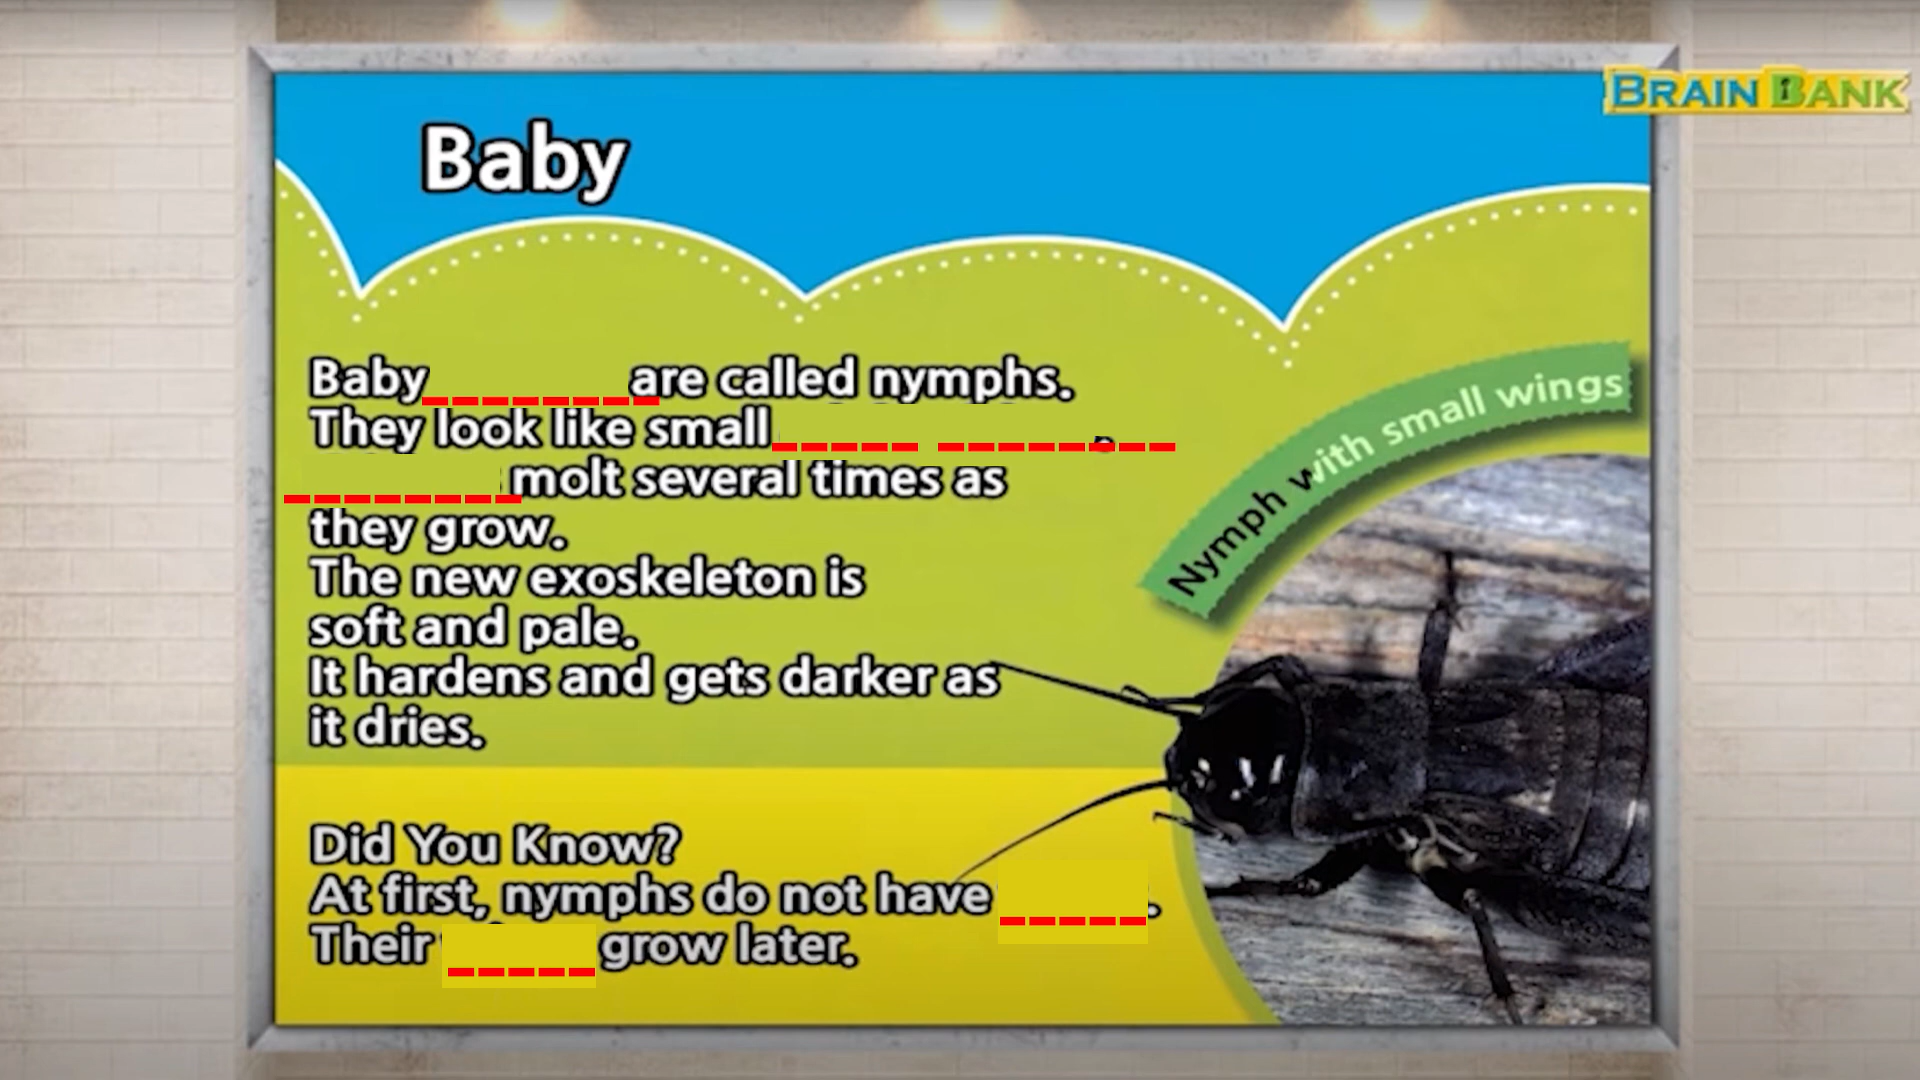 BRAIN BANK
Baby
Baby are called nymphs.
They look like small
molt several times as
they grow.
The new exoskeleton is
soft and pale.
It hardens and gets darker as
it dries.
Nymph with small wings
Did You Know?
At first, nymphs do not have .
Their grow later.